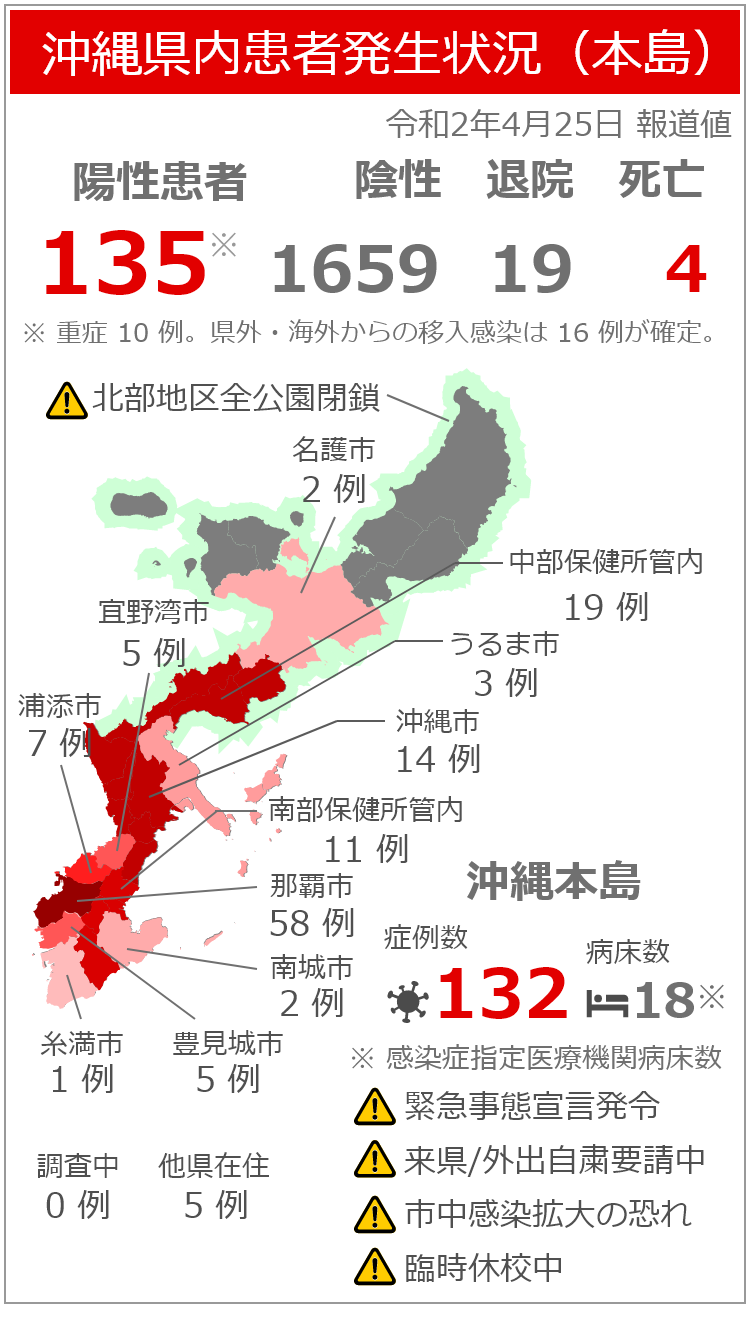 沖縄県内患者発生状況（本島）
令和2年4月25日 報道値
陽性患者 陰性 退院 死亡
135※ 1659 19 4
※ 重症 10 例。県外・海外からの移入感染は 16 例が確定。
北部地区全公園閉鎖
名護市
2 例
中部保健所管内
19 例
宜野湾市
5 例
うるま市
3 例
浦添市
7 例
沖縄市
14 例
南部保健所管内
11 例
那覇市
58 例
南城市
2 例
糸満市
1 例
豊見城市
5 例
調査中
0 例
他県在住
5 例
沖縄本島
症例数 病床数
132 18※
※ 感染症指定医療機関病床数
緊急事態宣言発令
来県/外出自粛要請中
市中感染拡大の恐れ
臨時休校中